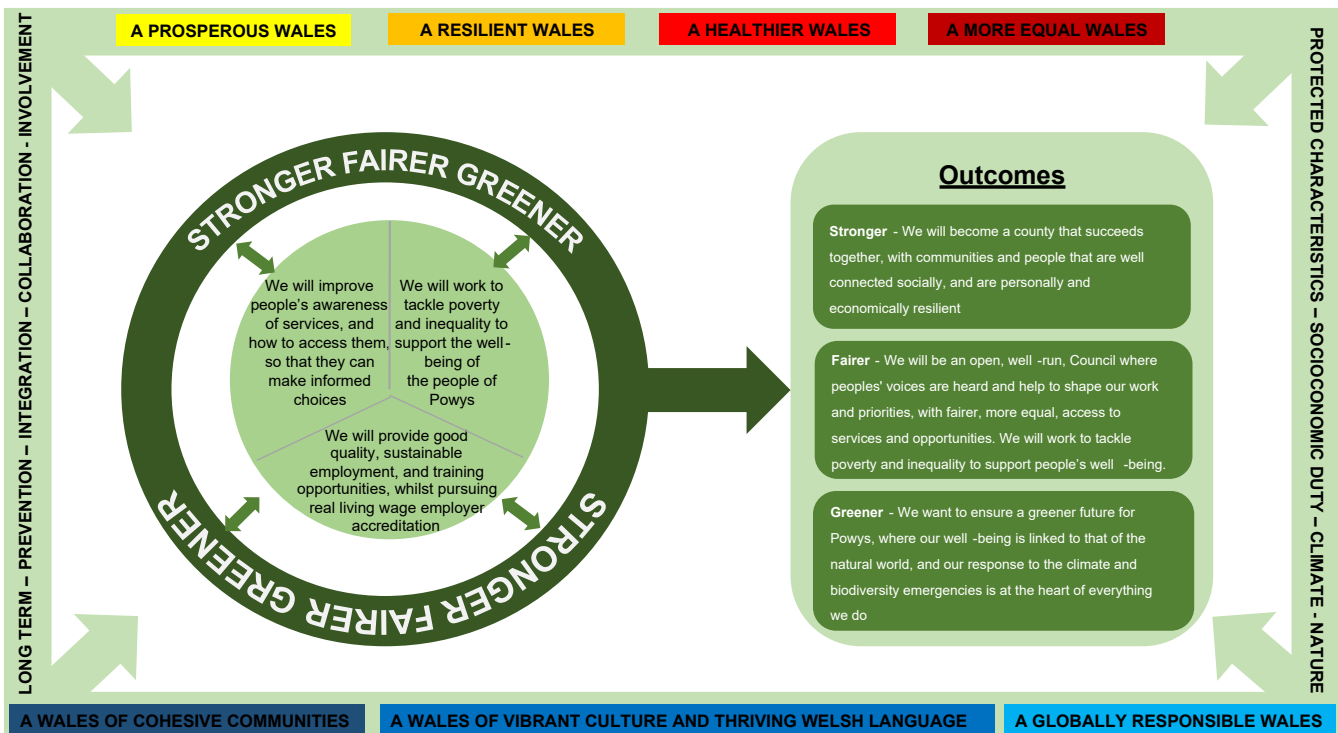 A PROSPEROUS WALES
A RESILIENT WALES
A HEALTHIER WALES
A MORE EQUAL WALES
LONG TERM – PREVENTION – INTEGRATION – COLLABORATION - INVOLVEMENT
STRONGER FAIRER GREENER
We will improve
people's awareness
of services, and
how to access them,
so that they can
make informed
choices
We will work to
tackle poverty
and inequality to
support the well-
being of
the people of
Powys
We will provide good
quality, sustainable
employment, and training
opportunities, whilst pursuing
real living wage employer
accreditation
STRONGER FAIRER GREENER
Outcomes
Stronger - We will become a county that succeeds
together, with communities and people that are well
connected socially, and are personally and
economically resilient
Fairer - We will be an open, well -run, Council where
peoples' voices are heard and help to shape our work
and priorities, with fairer, more equal, access to
services and opportunities. We will work to tackle
poverty and inequality to support people's well -being.
Greener - We want to ensure a greener future for
Powys, where our well -being is linked to that of the
natural world, and our response to the climate and
biodiversity emergencies is at the heart of everything
we do
PROTECTED CHARACTERISTICS – SOCIOECONOMIC DUTY – CLIMATE - NATURE
A WALES OF COHESIVE COMMUNITIES
A WALES OF VIBRANT CULTURE AND THRIVING WELSH LANGUAGE
A GLOBALLY RESPONSIBLE WALES